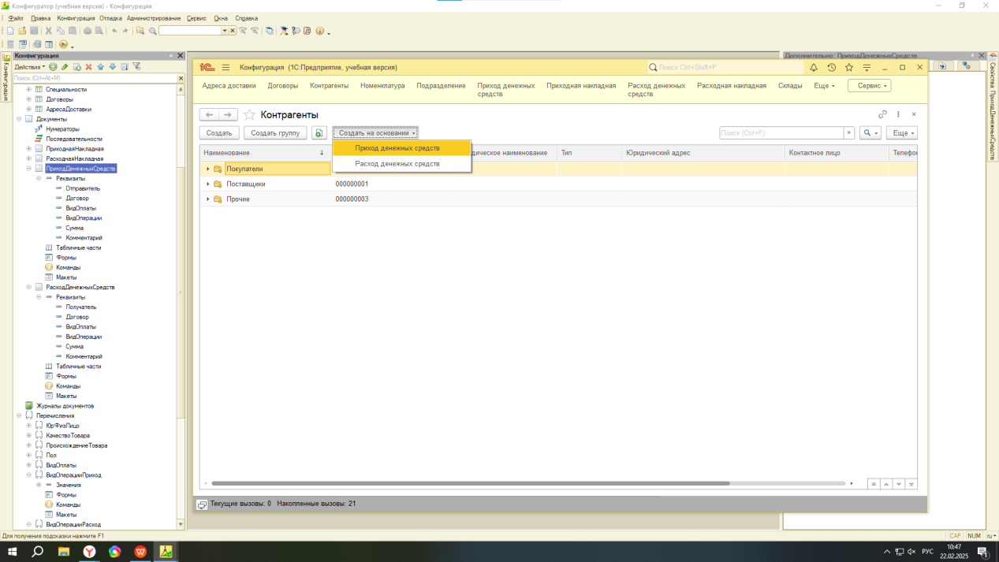 Конфигуратор (учебная версия) - Конфигурация
Файл Правка Конфигурация Отладка Администрирование Сервис Окна Справка
Конфигурация
Действия
Поиск (Ctrl+Alt+M)
Специальности
Договоры
АдресаДоставки
Документы
Нумераторы
Последовательности
ПриходнаяНакладная
РасходнаяНакладная
ПриходДенежныхСредств
Реквизиты
Отправитель
Договор
ВидОплаты
ВидОперации
Сумма
Комментарий
Табличные части
Формы
Команды
Макеты
РасходДенежныхСредств
Реквизиты
Получатель
Договор
ВидОплаты
ВидОперации
Сумма
Комментарий
Табличные части
Формы
Команды
Макеты
Журналы документов
Перечисления
ЮрФизЛицо
КачествоТовара
ПроисхождениеТовара
Пол
ВидОплаты
ВидОперацииПриход
Значения
Формы
Команды
Макеты
ВидОперацииРасход
Конфигурация
Дополнительно: ПриходДенежныхСредств
Свойства: ПриходДенежныхСредств
Конфигурация (1С:Предприятие, учебная версия)
Поиск Ctrl+Shift+F
Адреса доставки Договоры Контрагенты Номенклатура Подразделение Приход денежных средств Приходная накладная Расход денежных средств Расходная накладная Склады Еще Сервис
Контрагенты
Создать Создать группу Создать на основании Поиск (Ctrl+F) × Еще
Приход денежных средств
Расход денежных средств
Наименование ↓ дическое наименование Тип Юридический адрес Контактное лицо Телефон
Покупатели
Поставщики 000000001
Прочие 000000003
Текущие вызовы: 0 Накопленные вызовы: 21
Для получения подсказки нажмите F1
CAP NUM ru
РУС
10:47
22.02.2025
1